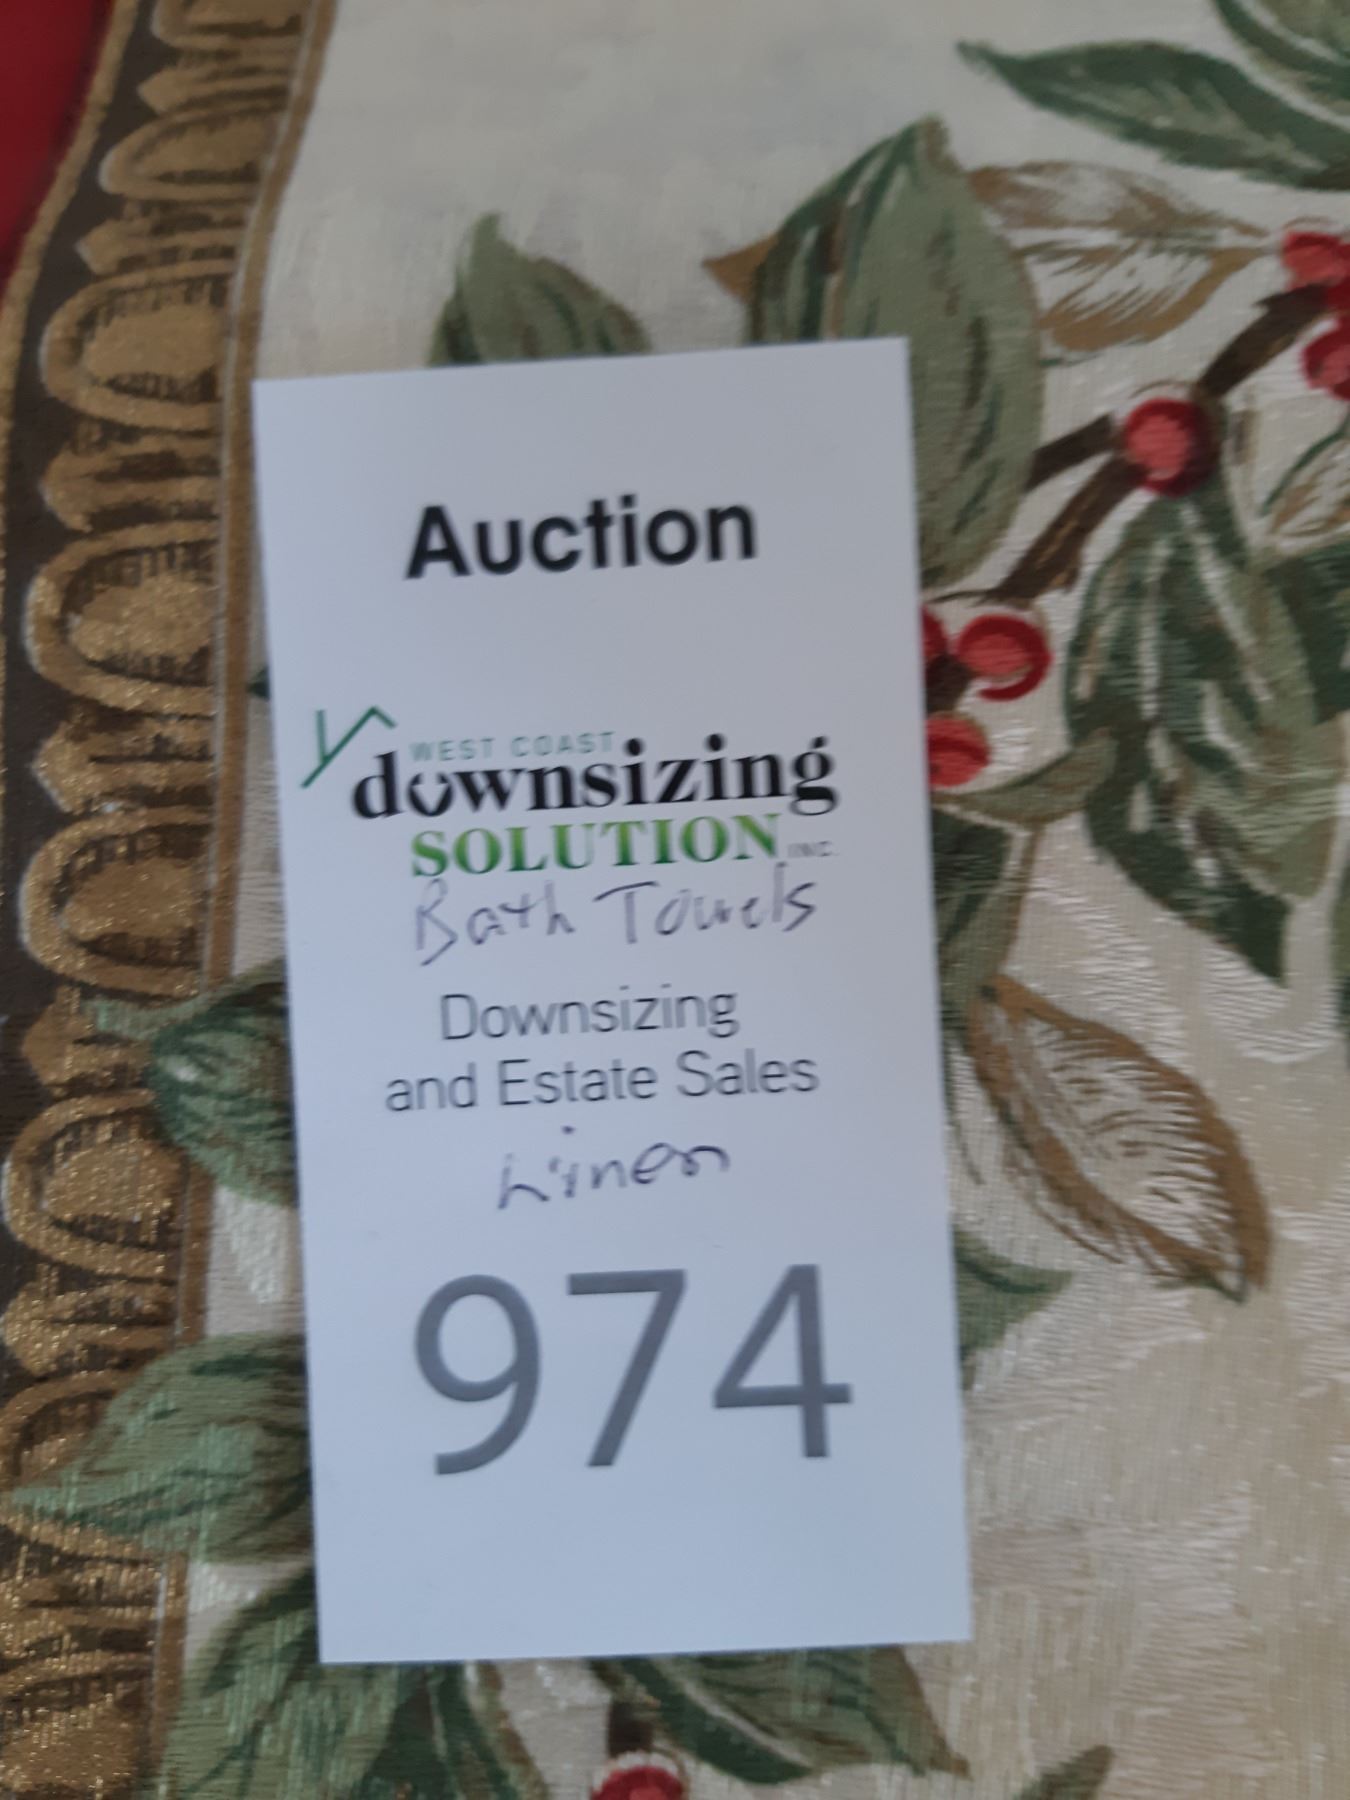 Auction
WEST COAST
downsizing
SOLUTION INC.
Bath Towels
Downsizing
and Estate Sales
Linen
974